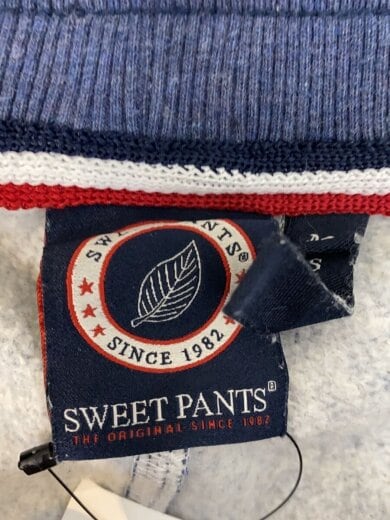 SWEET PANTS®
SINCE 1982
S
SWEET PANTS®
THE ORIGINAL SINCE 1982